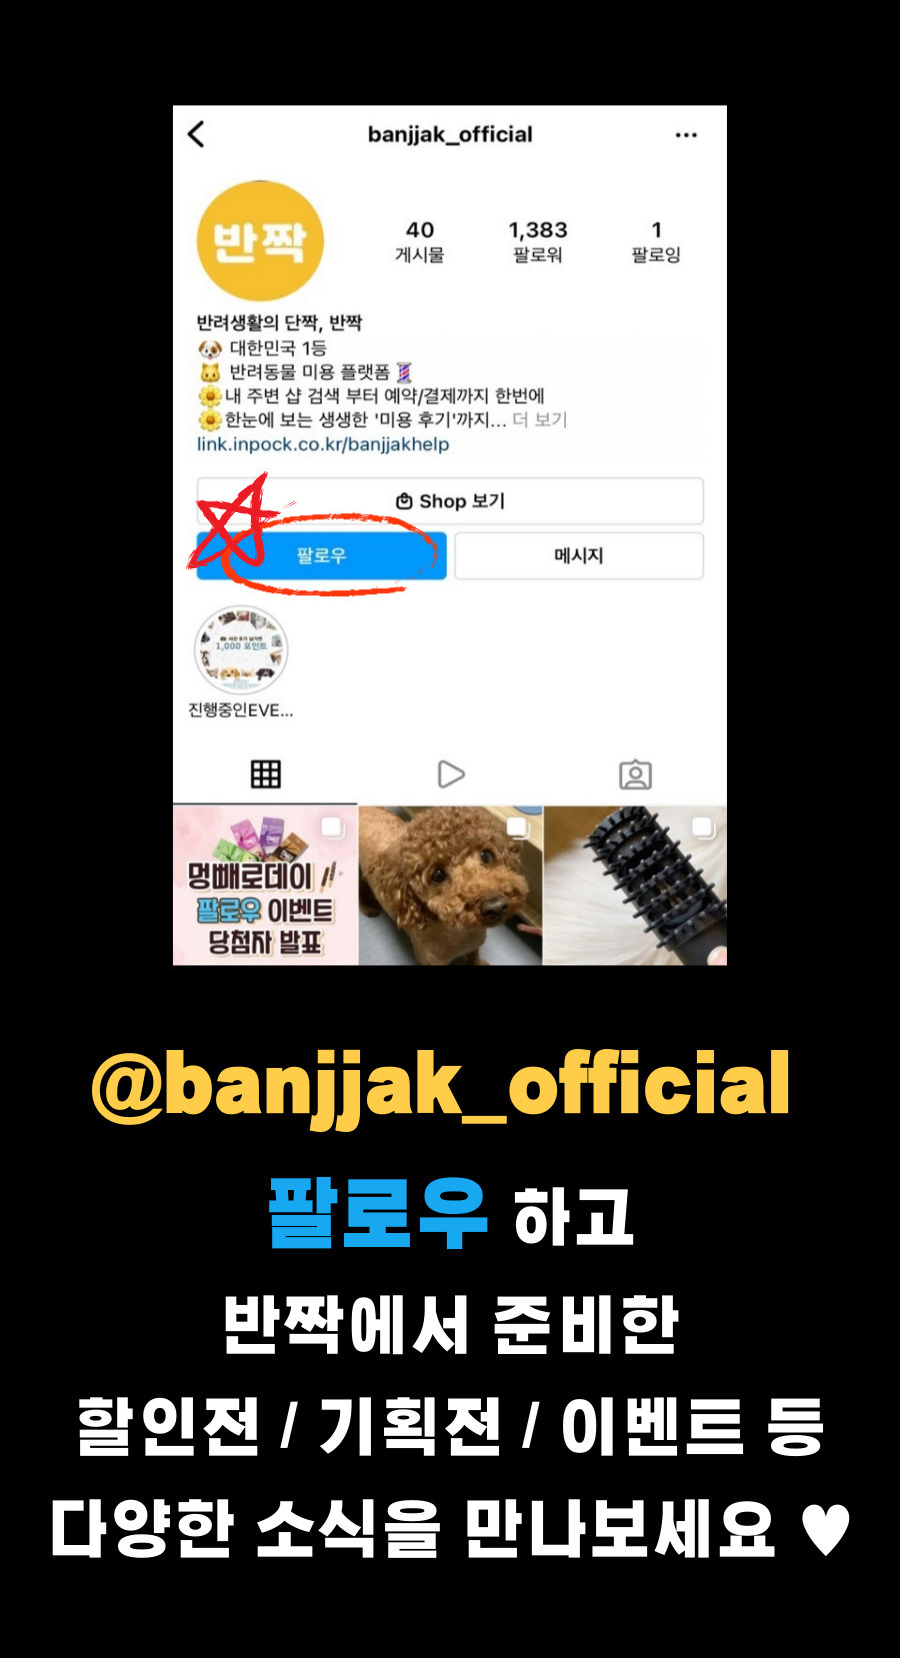 banjjak_official
반짝
40
1,383
1
게시물
팔로워
팔로잉
반려생활의 단짝, 반짝
🐶 대한민국 1등
🐱 반려동물 미용 플랫폼💈
🌼내 주변 샵 검색 부터 예약/결제까지 한번에
🌼한눈에 보는 생생한 '미용 후기'까지... 더 보기
link.inpock.co.kr/banjjakhelp
Shop 보기
팔로우
메시지
1,000 포인트
진행중인EVE...
멍빼로데이
팔로우 이벤트
당첨자 발표
@banjjak_official
팔로우 하고
반짝에서 준비한
할인전 / 기획전 / 이벤트 등
다양한 소식을 만나보세요 ♥